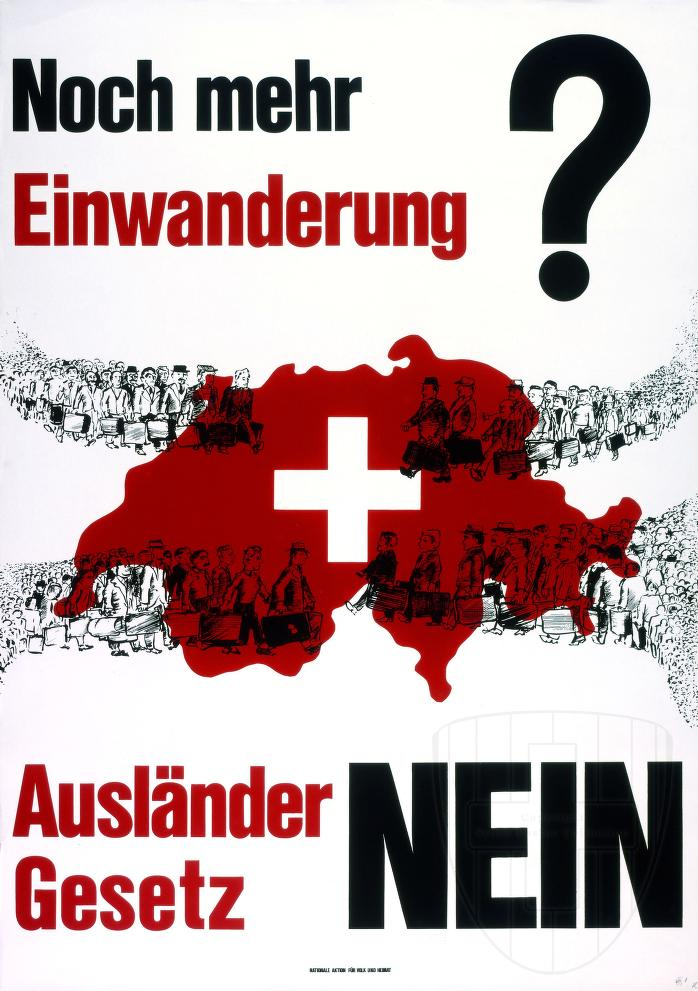 Noch mehr
Einwanderung ?
Ausländer
Gesetz NEIN
NATIONALE AKTION FÜR VOLK UND HEIMAT